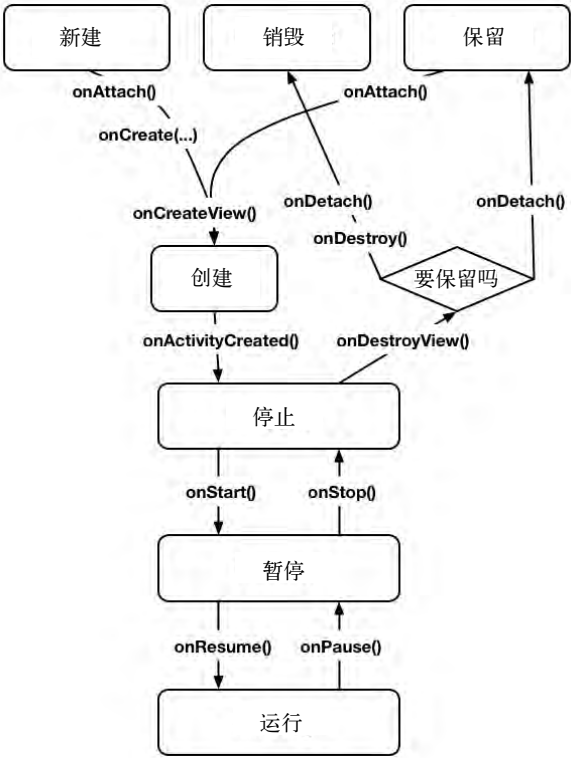 新建
销毁
保留
onAttach()
onAttach()
onCreate(...)
onDetach()
onDetach()
onCreateView()
onDestroy()
创建
要保留吗
onActivityCreated()
onDestroyView()
停止
onStart()
onStop()
暂停
onResume()
onPause()
运行